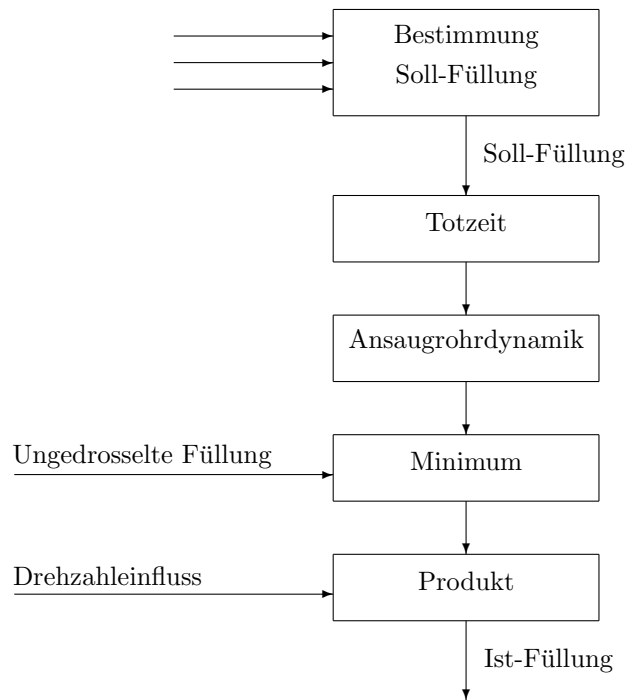 Bestimmung
Soll-Füllung
Soll-Füllung
Totzeit
Ansaugrohrdynamik
Ungedrosselte Füllung
Minimum
Drehzahleinfluss
Produkt
Ist-Füllung